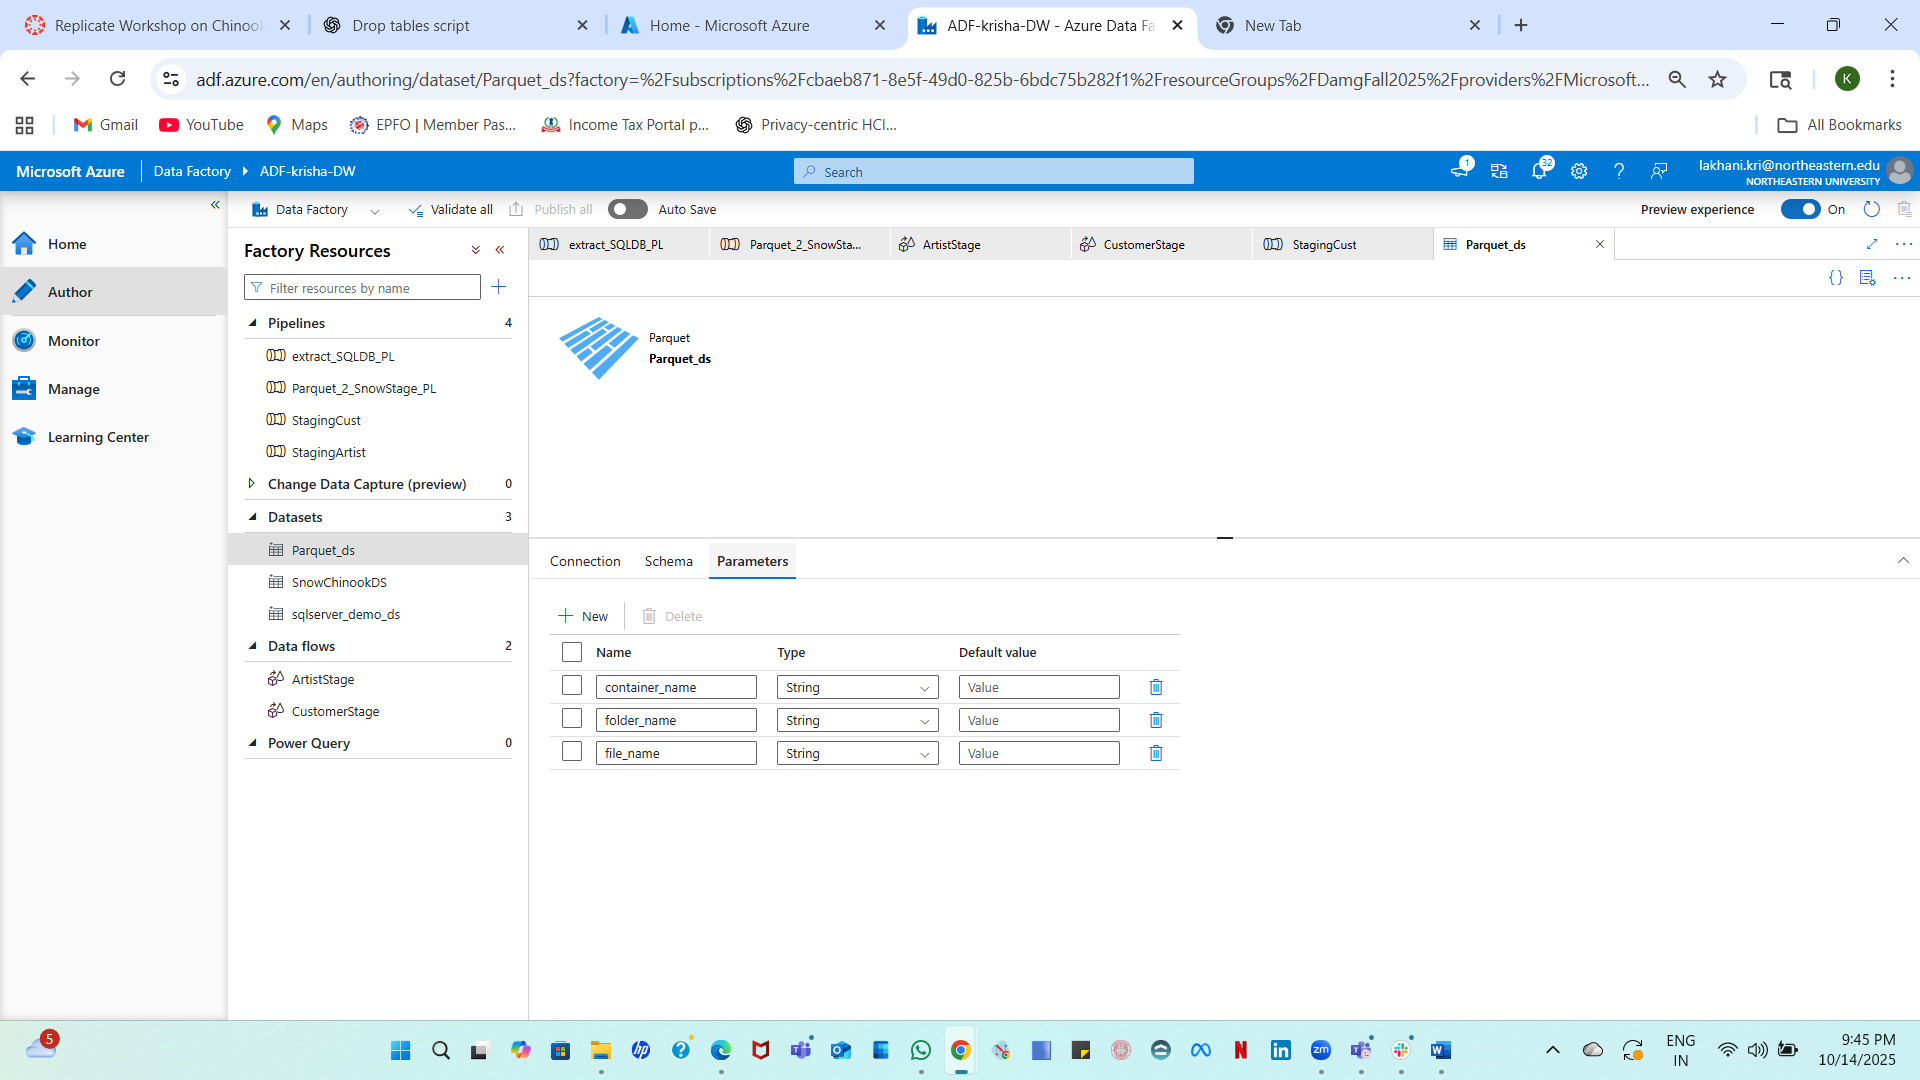 Replicate Workshop on Chinook
Drop tables script
Home - Microsoft Azure
ADF-krisha-DW - Azure Data Fa
New Tab
adf.azure.com/en/authoring/dataset/Parquet_ds?factory=%2Fsubscriptions%2Fcbaeb871-8e5f-49d0-825b-6bdc75b282f1%2FresourceGroups%2FDamgFall2025%2Fproviders%2FMicrosoft...
K
Gmail
YouTube
Maps
EPFO | Member Pas...
Income Tax Portal p...
Privacy-centric HCI...
All Bookmarks
Microsoft Azure
Data Factory
ADF-krisha-DW
Search
1
32
lakhani.kri@northeastern.edu
NORTHEASTERN UNIVERSITY
Data Factory
Validate all
Publish all
Auto Save
Preview experience
On
Home
Author
Monitor
Manage
Learning Center
Factory Resources
Filter resources by name
Pipelines 4
extract_SQLDB_PL
Parquet_2_SnowStage_PL
StagingCust
StagingArtist
Change Data Capture (preview) 0
Datasets 3
Parquet_ds
SnowChinookDS
sqlserver_demo_ds
Data flows 2
ArtistStage
CustomerStage
Power Query 0
extract_SQLDB_PL
Parquet_2_SnowSta...
ArtistStage
CustomerStage
StagingCust
Parquet_ds
Parquet
Parquet_ds
Connection
Schema
Parameters
New
Delete
Name Type Default value
container_name String Value
folder_name String Value
file_name String Value
5
ENG
IN
9:45 PM
10/14/2025